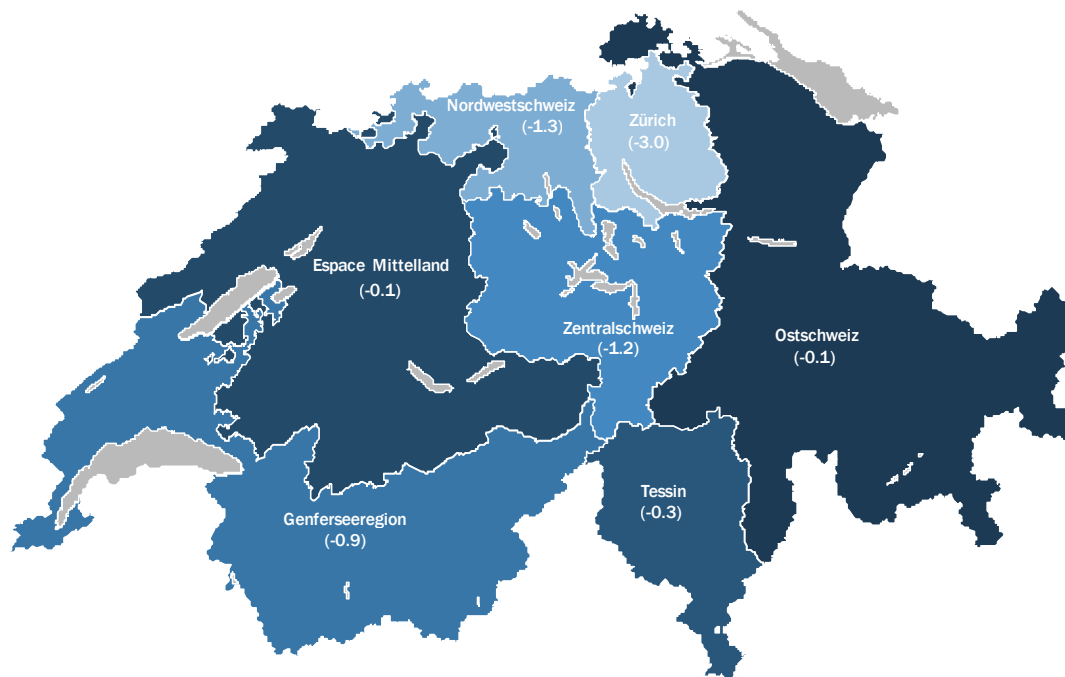 Nordwestschweiz
(-1.3)
Zürich
(-3.0)
Espace Mittelland
(-0.1)
Zentralschweiz
(-1.2)
Ostschweiz
(-0.1)
Genferseeregion
(-0.9)
Tessin
(-0.3)